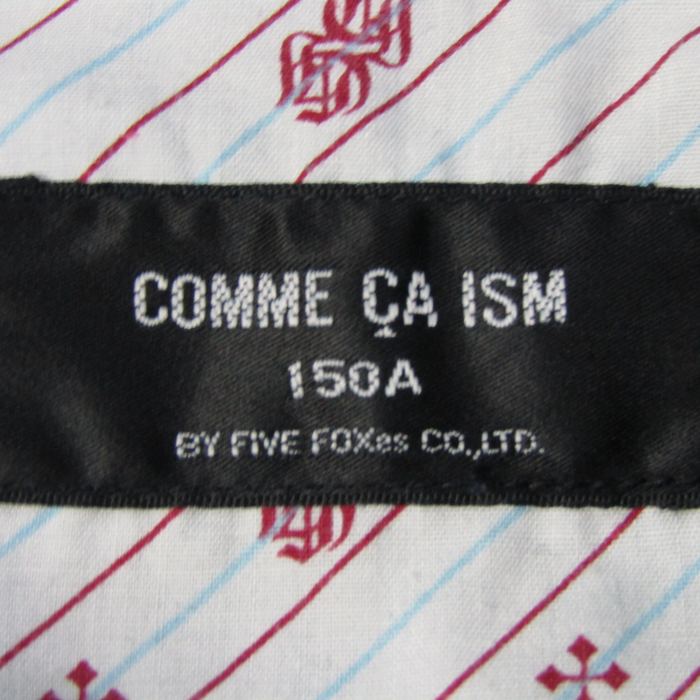 COMME ÇA ISM
150A
BY FIVE FOXes CO.,LTD.